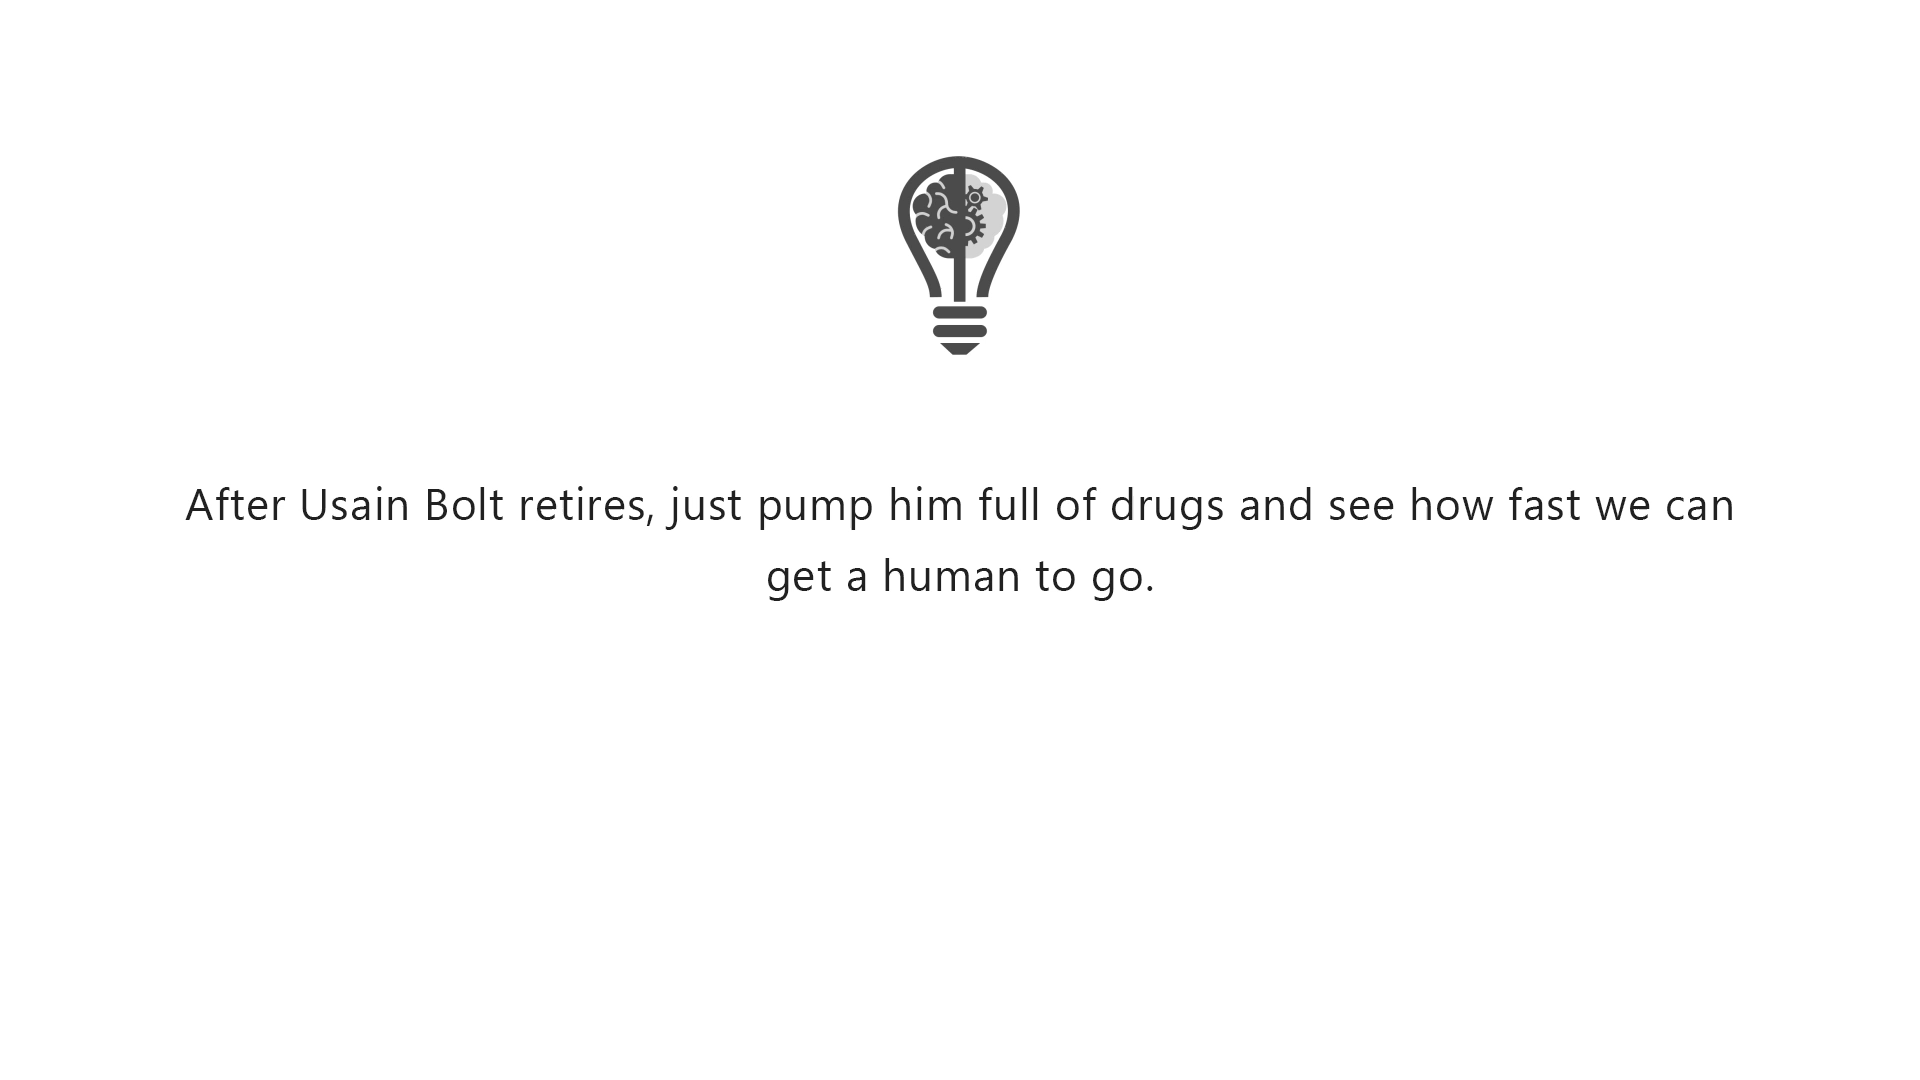 After Usain Bolt retires, just pump him full of drugs and see how fast we can
get a human to go.